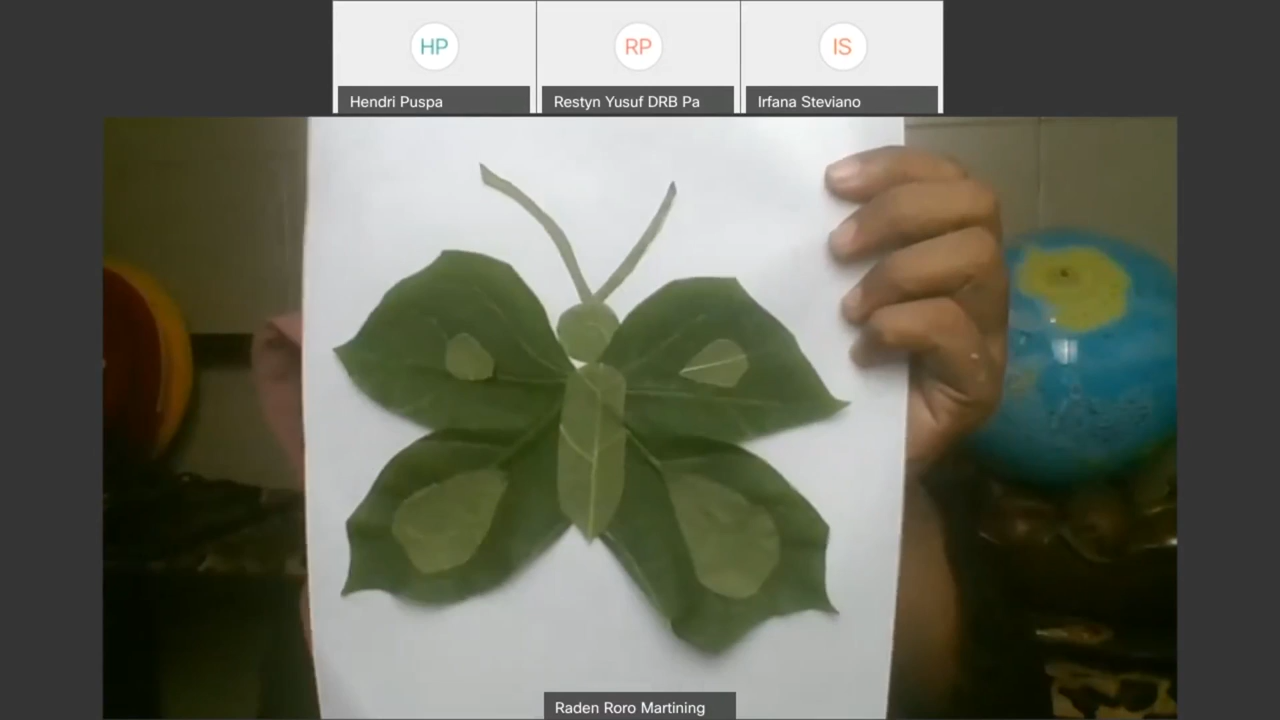 HP
RP
IS
Hendri Puspa
Restyn Yusuf DRB Pa
Irfana Steviano
Raden Roro Martining